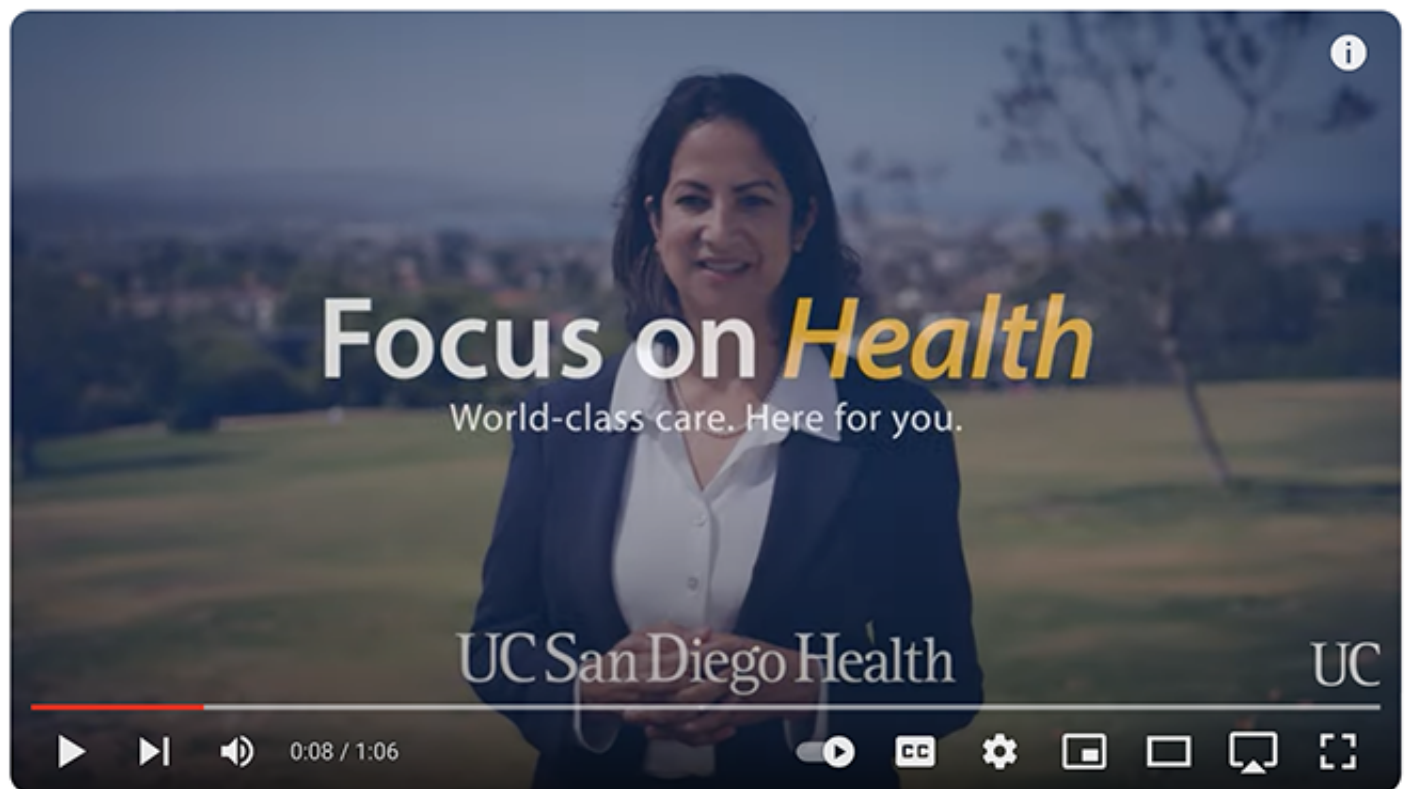 Focus on Health
World-class care. Here for you.
UC San Diego Health
UC
0:08 / 1:06
CC